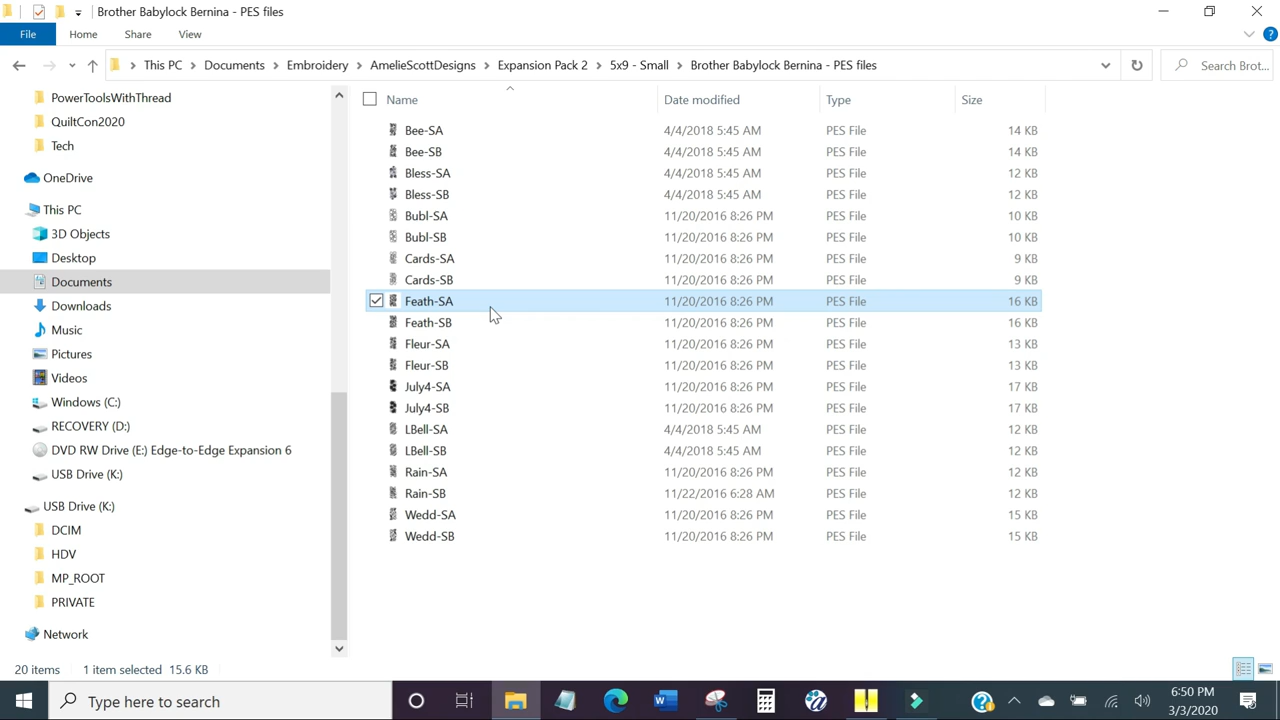 Brother Babylock Bernina - PES files
File Home Share View
This PC Documents Embroidery AmelieScottDesigns Expansion Pack 2 5x9 - Small Brother Babylock Bernina - PES files Search Brot...
PowerToolsWithThread
QuiltCon2020
Tech
OneDrive
This PC
3D Objects
Desktop
Documents
Downloads
Music
Pictures
Videos
Windows (C:)
RECOVERY (D:)
DVD RW Drive (E:) Edge-to-Edge Expansion 6
USB Drive (K:)
USB Drive (K:)
DCIM
HDV
MP_ROOT
PRIVATE
Network
Name Date modified Type Size
Bee-SA 4/4/2018 5:45 AM PES File 14 KB
Bee-SB 4/4/2018 5:45 AM PES File 14 KB
Bless-SA 4/4/2018 5:45 AM PES File 12 KB
Bless-SB 4/4/2018 5:45 AM PES File 12 KB
Bubl-SA 11/20/2016 8:26 PM PES File 10 KB
Bubl-SB 11/20/2016 8:26 PM PES File 10 KB
Cards-SA 11/20/2016 8:26 PM PES File 9 KB
Cards-SB 11/20/2016 8:26 PM PES File 9 KB
Feath-SA 11/20/2016 8:26 PM PES File 16 KB
Feath-SB 11/20/2016 8:26 PM PES File 16 KB
Fleur-SA 11/20/2016 8:26 PM PES File 13 KB
Fleur-SB 11/20/2016 8:26 PM PES File 13 KB
July4-SA 11/20/2016 8:26 PM PES File 17 KB
July4-SB 11/20/2016 8:26 PM PES File 17 KB
LBell-SA 4/4/2018 5:45 AM PES File 12 KB
LBell-SB 4/4/2018 5:45 AM PES File 12 KB
Rain-SA 11/20/2016 8:26 PM PES File 12 KB
Rain-SB 11/22/2016 6:28 AM PES File 12 KB
Wedd-SA 11/20/2016 8:26 PM PES File 15 KB
Wedd-SB 11/20/2016 8:26 PM PES File 15 KB
20 items 1 item selected 15.6 KB
Type here to search
6:50 PM
3/3/2020